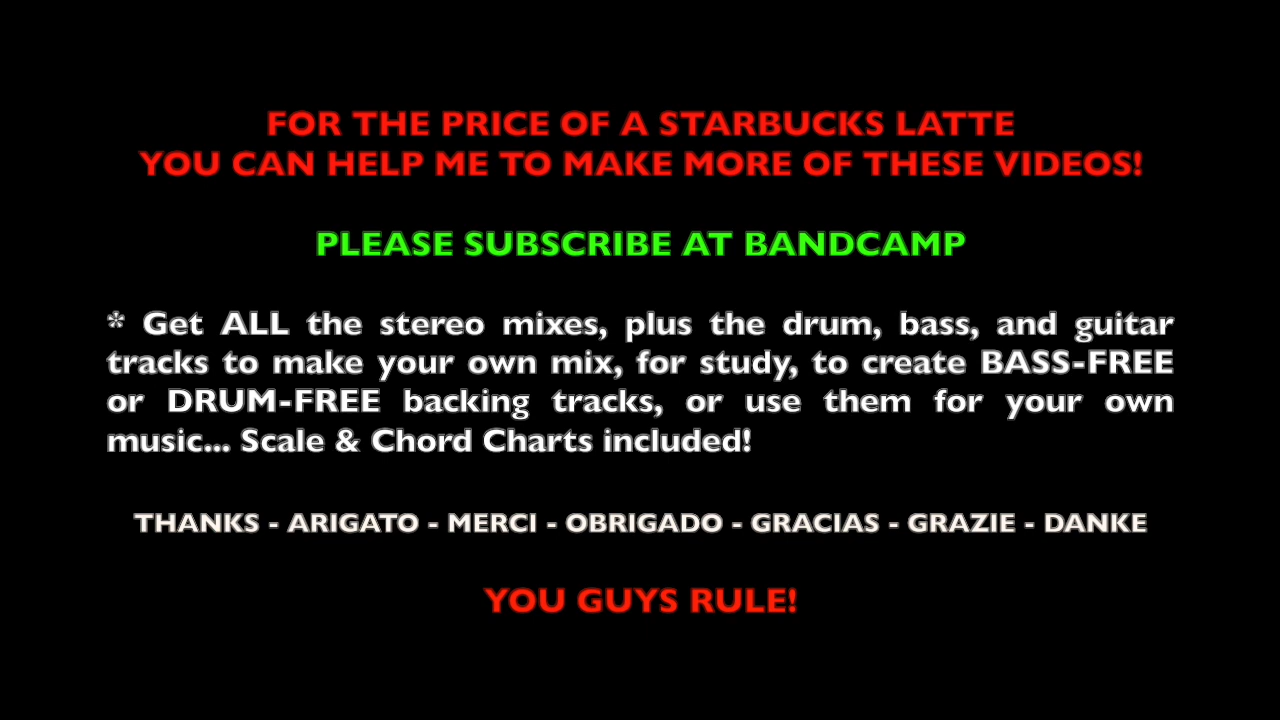 FOR THE PRICE OF A STARBUCKS LATTE
YOU CAN HELP ME TO MAKE MORE OF THESE VIDEOS!
PLEASE SUBSCRIBE AT BANDCAMP
* Get ALL the stereo mixes, plus the drum, bass, and guitar
tracks to make your own mix, for study, to create BASS-FREE
or DRUM-FREE backing tracks, or use them for your own
music... Scale & Chord Charts included!
THANKS - ARIGATO - MERCI - OBRIGADO - GRACIAS - GRAZIE - DANKE
YOU GUYS RULE!